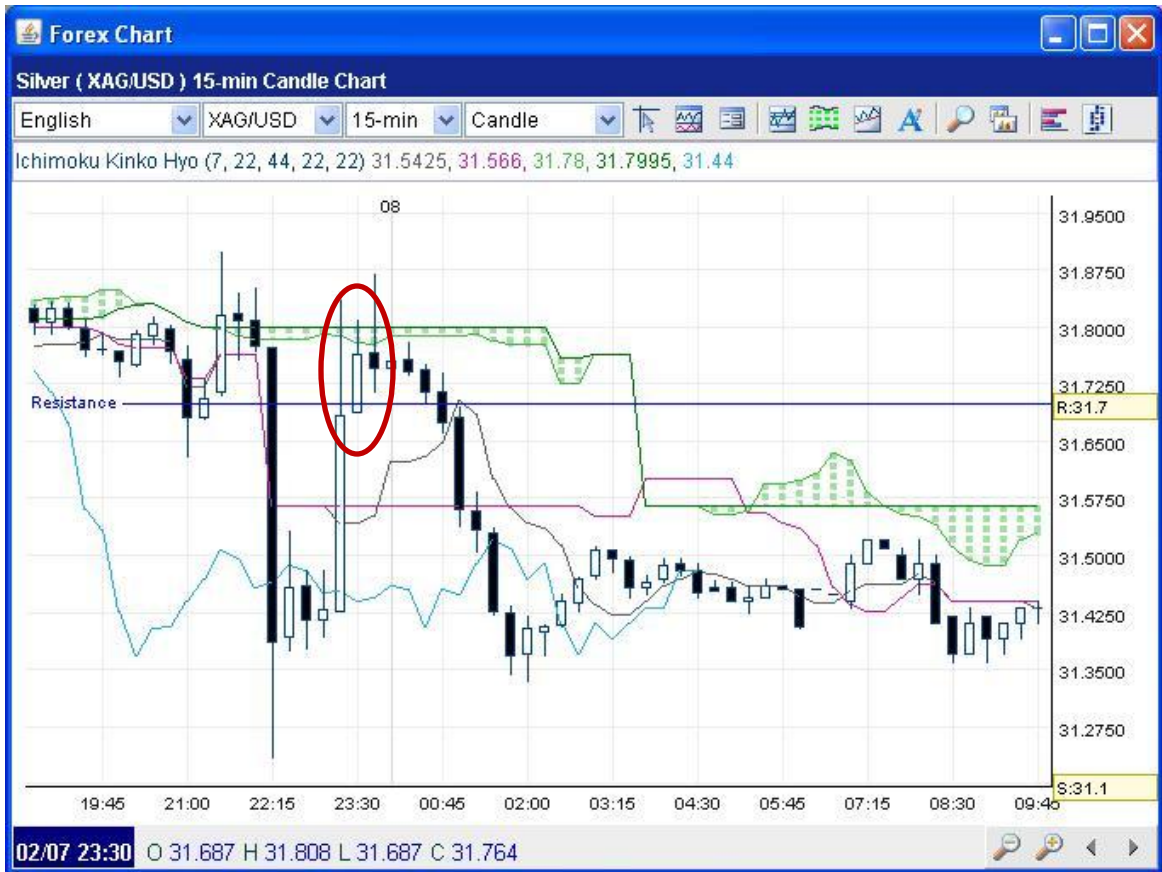 Forex Chart
Silver ( XAG/USD ) 15-min Candle Chart
English XAG/USD 15-min Candle
Ichimoku Kinko Hyo (7, 22, 44, 22, 22) 31.5425, 31.566, 31.78, 31.7995, 31.44
08
31.9500
31.8750
31.8000
31.7250
Resistance
R:31.7
31.6500
31.5750
31.5000
31.4250
31.3500
31.2750
S:31.1
19:45 21:00 22:15 23:30 00:45 02:00 03:15 04:30 05:45 07:15 08:30 09:45
02/07 23:30 O 31.687 H 31.808 L 31.687 C 31.764